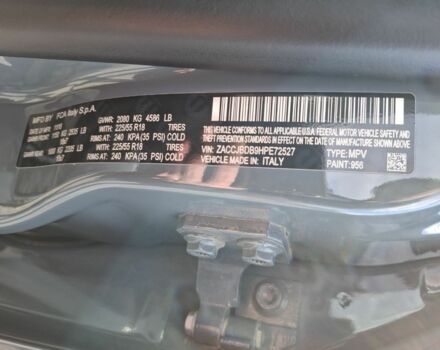 MFD BY: FCA Italy S.p.A.
GVWR: 2080 KG 4586 LB
WITH 225/55 R18 TIRES
RIMS AT: 240 KPA(35 PSI) COLD
WITH 225/55 R18 TIRES
RIMS AT: 240 KPA(35 PSI) COLD
THIS VEHICLE CONFORMS TO ALL APPLICABLE U.S.A. FEDERAL MOTOR VEHICLE
SAFETY, BUMPER, AND THEFT PREVENTION STANDARDS IN EFFECT ON THE
DATE OF MANUFACTURE SHOWN ABOVE.
VIN: ZACCJBDB9HPE72527
TYPE: MPV
VEHICLE MADE IN: ITALY
PAINT: 956